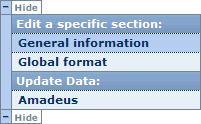 − Hide
Edit a specific section:
General information
Global format
Update Data:
Amadeus
− Hide